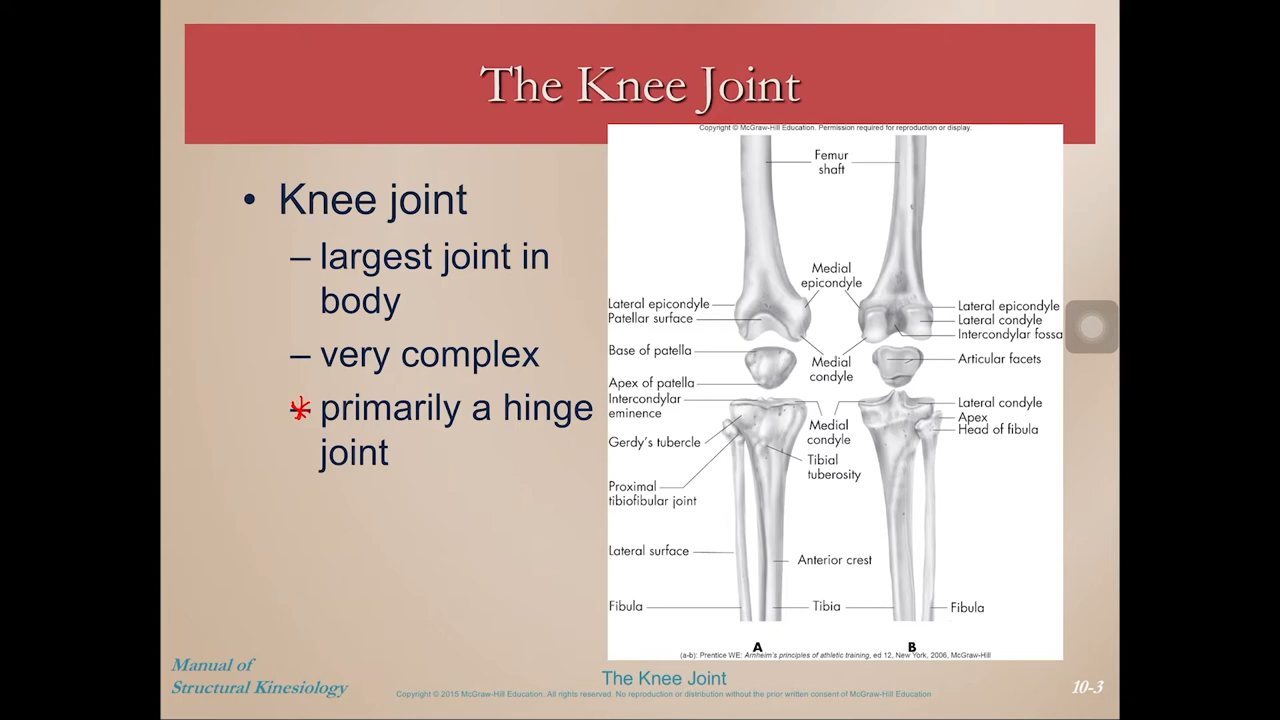 The Knee Joint
Copyright © McGraw-Hill Education. Permission required for reproduction or display.
• Knee joint
– largest joint in
body
– very complex
– primarily a hinge
joint
Femur
shaft
Medial
epicondyle
Lateral epicondyle
Patellar surface
Base of patella
Apex of patella
Intercondylar
eminence
Gerdy's tubercle
Proximal
tibiofibular joint
Lateral surface
Fibula
Medial
condyle
Medial
condyle
Tibial
tuberosity
Anterior crest
Tibia
Lateral epicondyle
Lateral condyle
Intercondylar fossa
Articular facets
Lateral condyle
Apex
Head of fibula
Fibula
A
B
(a-b): Prentice WE: Arnheim's principles of athletic training, ed 12, New York, 2006, McGraw-Hill
Manual of
Structural Kinesiology
The Knee Joint
Copyright © 2015 McGraw-Hill Education. All rights reserved. No reproduction or distribution without the prior written consent of McGraw-Hill Education
10-3